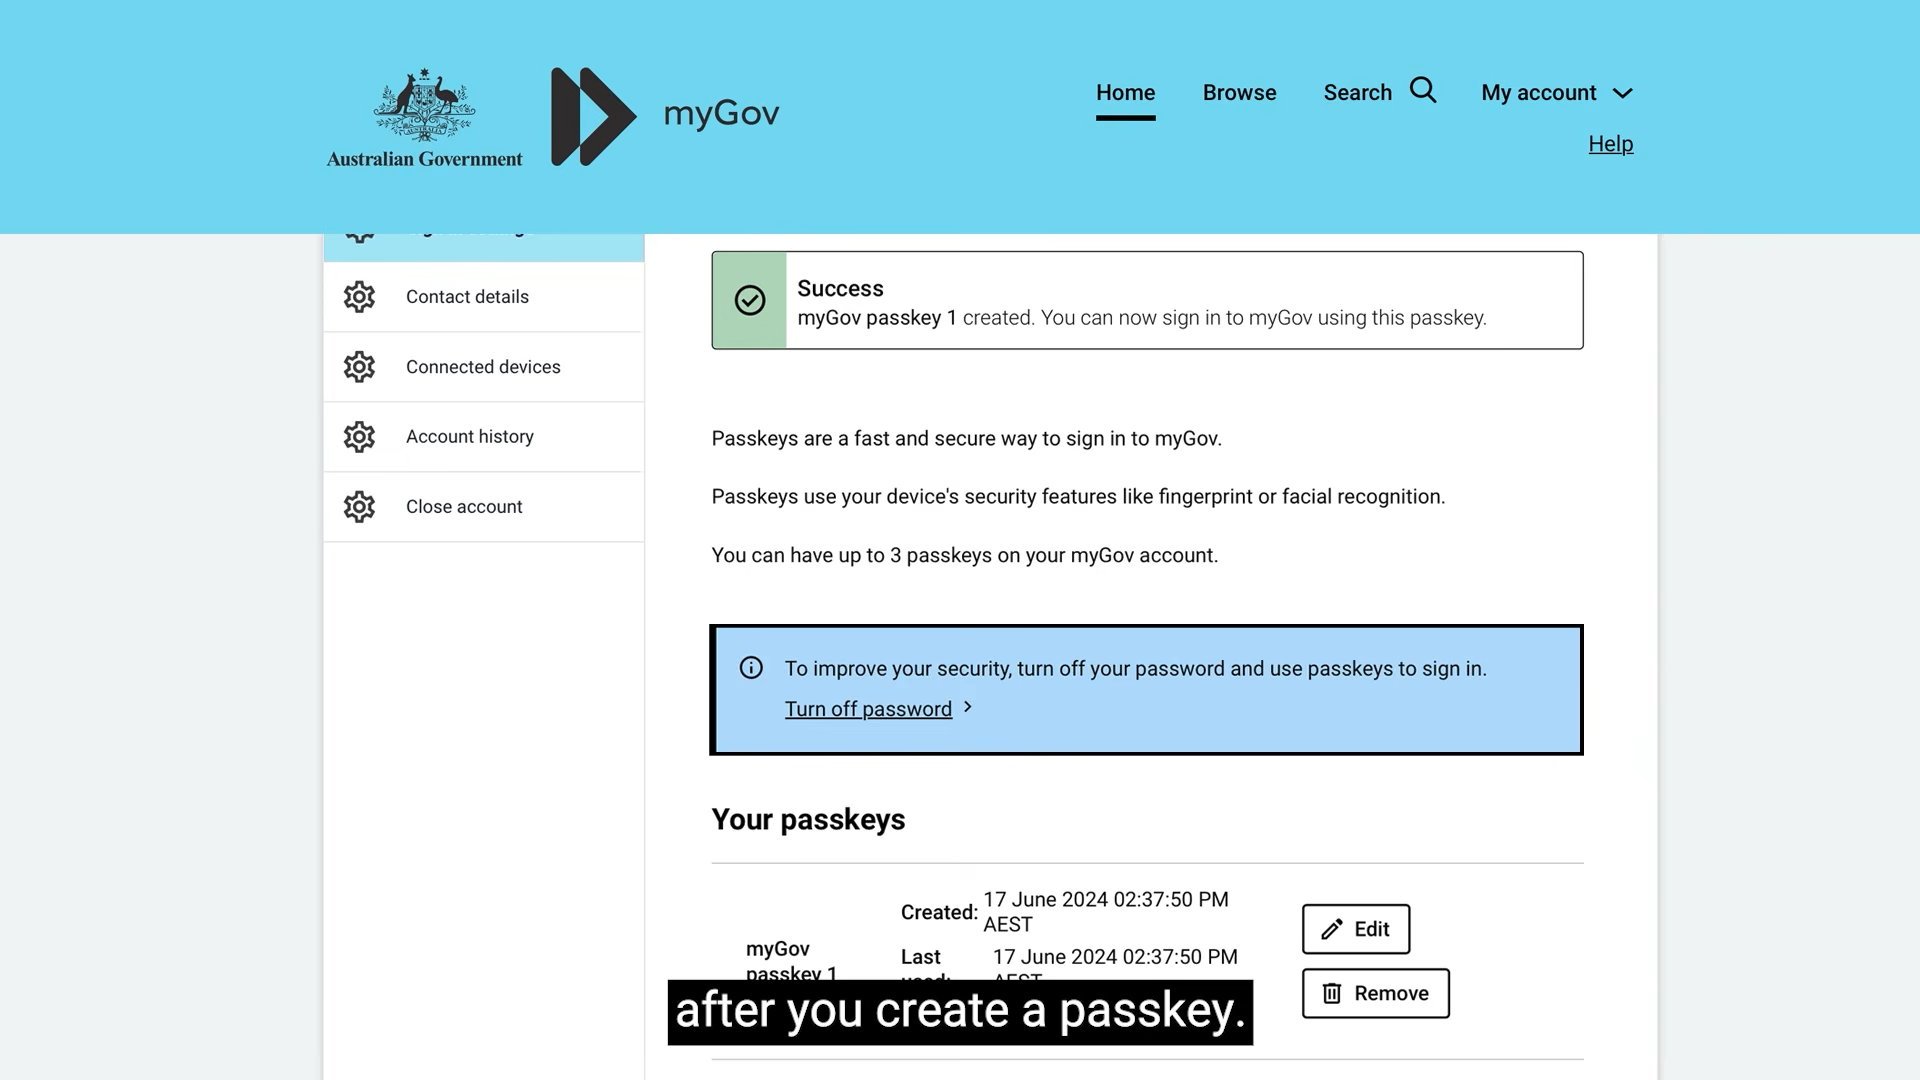 Australian Government
myGov
Home
Browse
Search
My account
Help
Contact details
Connected devices
Account history
Close account
Success
myGov passkey 1 created. You can now sign in to myGov using this passkey.
Passkeys are a fast and secure way to sign in to myGov.
Passkeys use your device's security features like fingerprint or facial recognition.
You can have up to 3 passkeys on your myGov account.
To improve your security, turn off your password and use passkeys to sign in.
Turn off password
Your passkeys
myGov
passkey 1
Created: 17 June 2024 02:37:50 PM
AEST
Last used: 17 June 2024 02:37:50 PM
AEST
Edit
Remove
after you create a passkey.